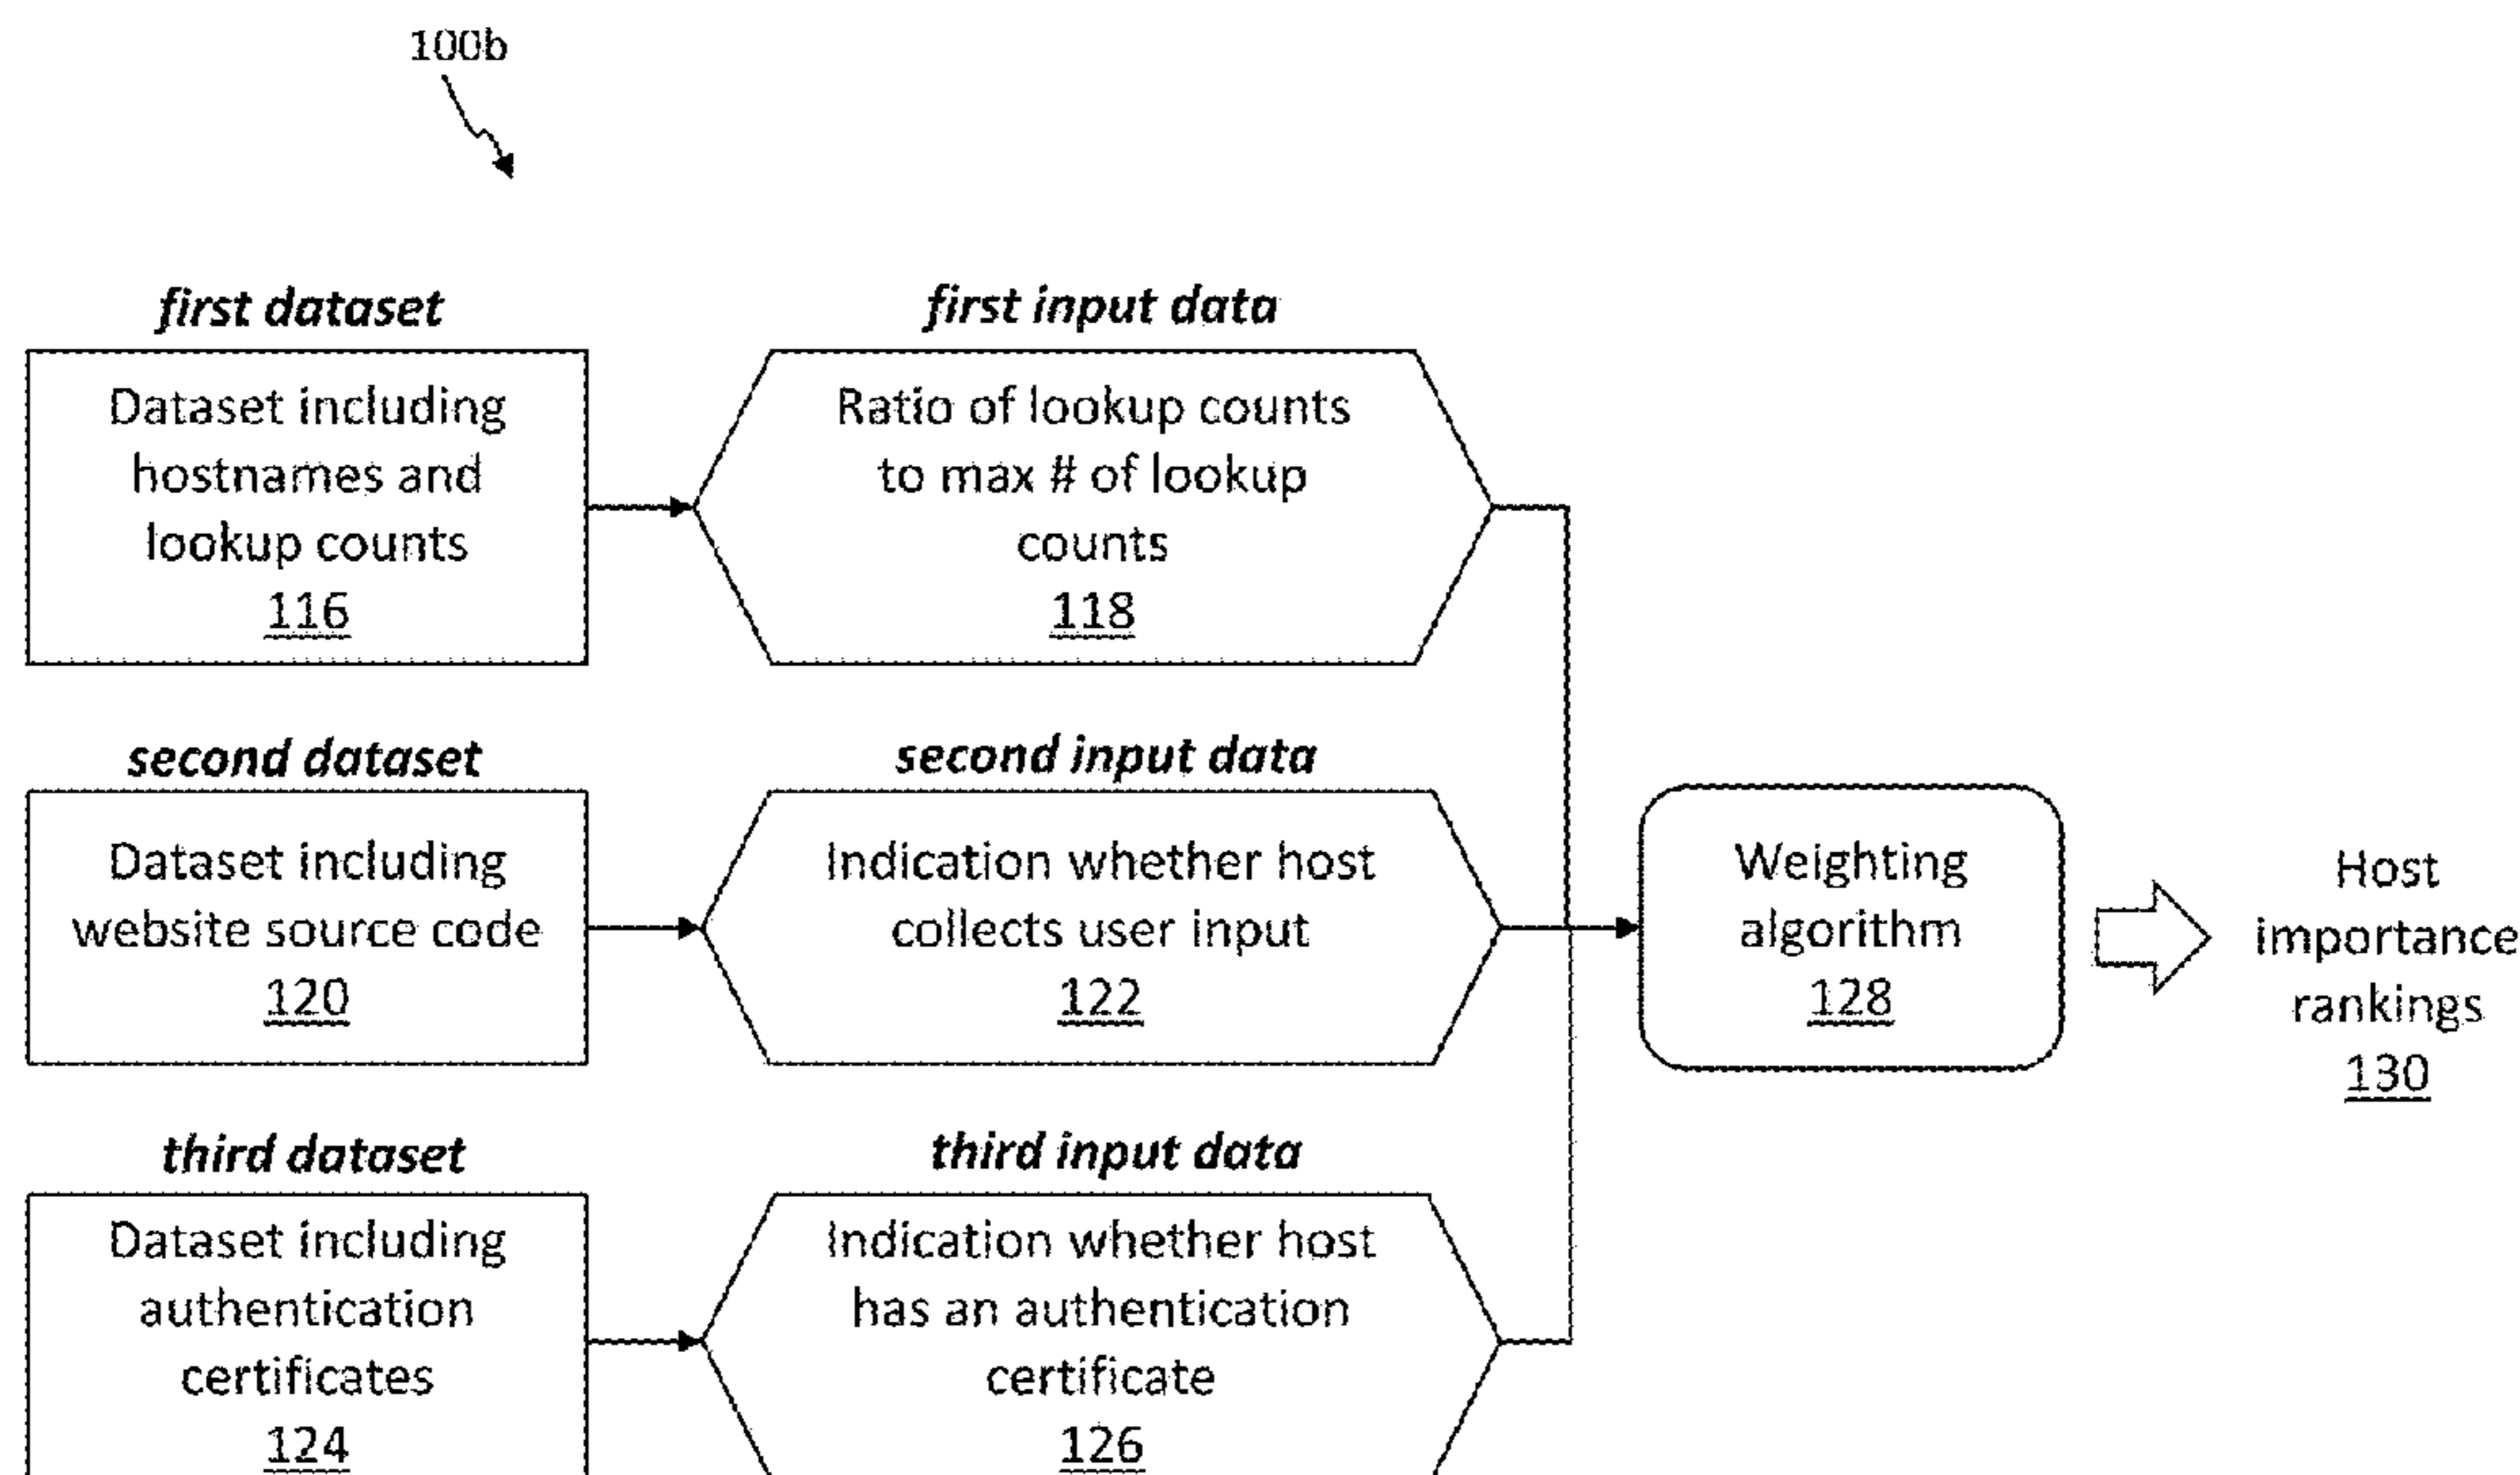 100b
first dataset
Dataset including
hostnames and
lookup counts
116
first input data
Ratio of lookup counts
to max # of lookup
counts
118
second dataset
Dataset including
website source code
120
second input data
Indication whether host
collects user input
122
third dataset
Dataset including
authentication
certificates
124
third input data
Indication whether host
has an authentication
certificate
126
Weighting
algorithm
128
Host
importance
rankings
130